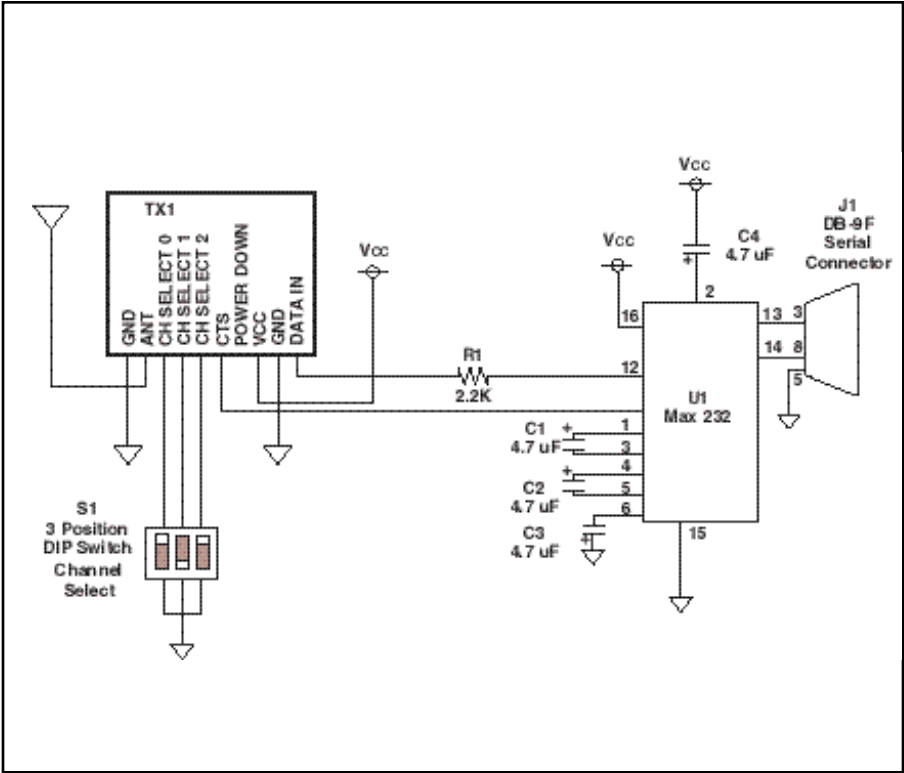 TX1
GND
ANT
CH SELECT 0
CH SELECT 1
CH SELECT 2
CTS
POWER DOWN
VCC
GND
DATA IN
Vcc
R1
2.2K
S1
3 Position
DIP Switch
Channel
Select
Vcc
Vcc
C4
4.7 uF
+
2
16
12
1
3
4
5
6
U1
Max 232
13
3
14
8
5
15
J1
DB-9F
Serial
Connector
C1
+
4.7 uF
C2
+
4.7 uF
C3
+
4.7 uF